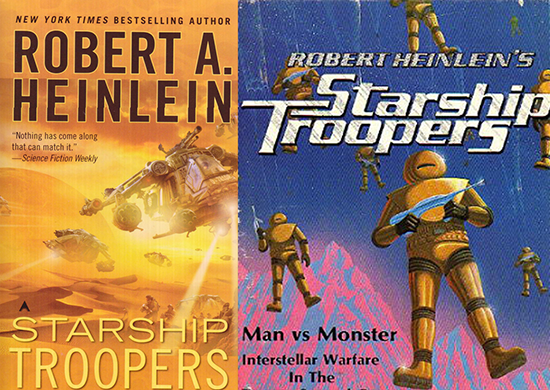 NEW YORK TIMES BESTSELLING AUTHOR
ROBERT A.
HEINLEIN
"Nothing has come along
that can match it."
—Science Fiction Weekly
A
STARSHIP
TROOPERS
ROBERT HEINLEIN'S
Starship
Troopers
Man vs Monster
Interstellar Warfare
In The